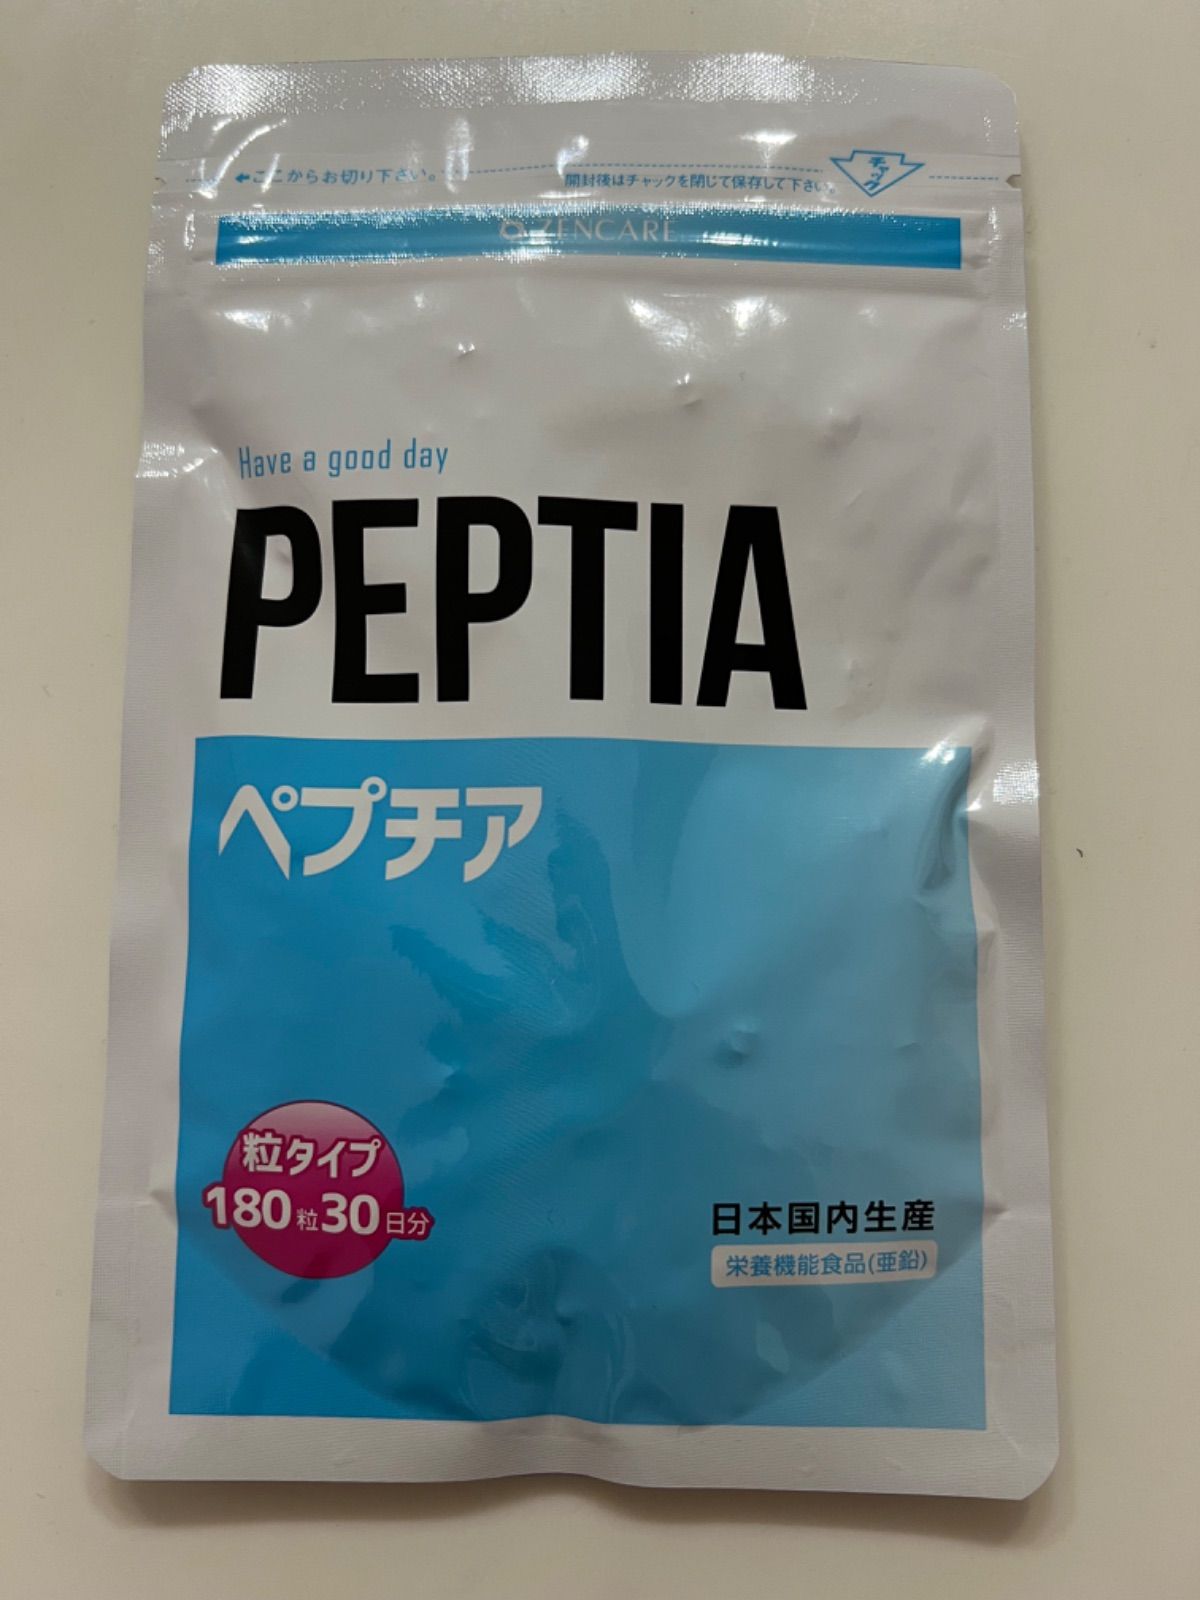 ←ここからお切り下さい。
開封後はチャックを閉じて保存して下さい。
チャック
ZENCARE
Have a good day
PEPTIA
ペプチア
粒タイプ
180粒30日分
日本国内生産
栄養機能食品(亜鉛)